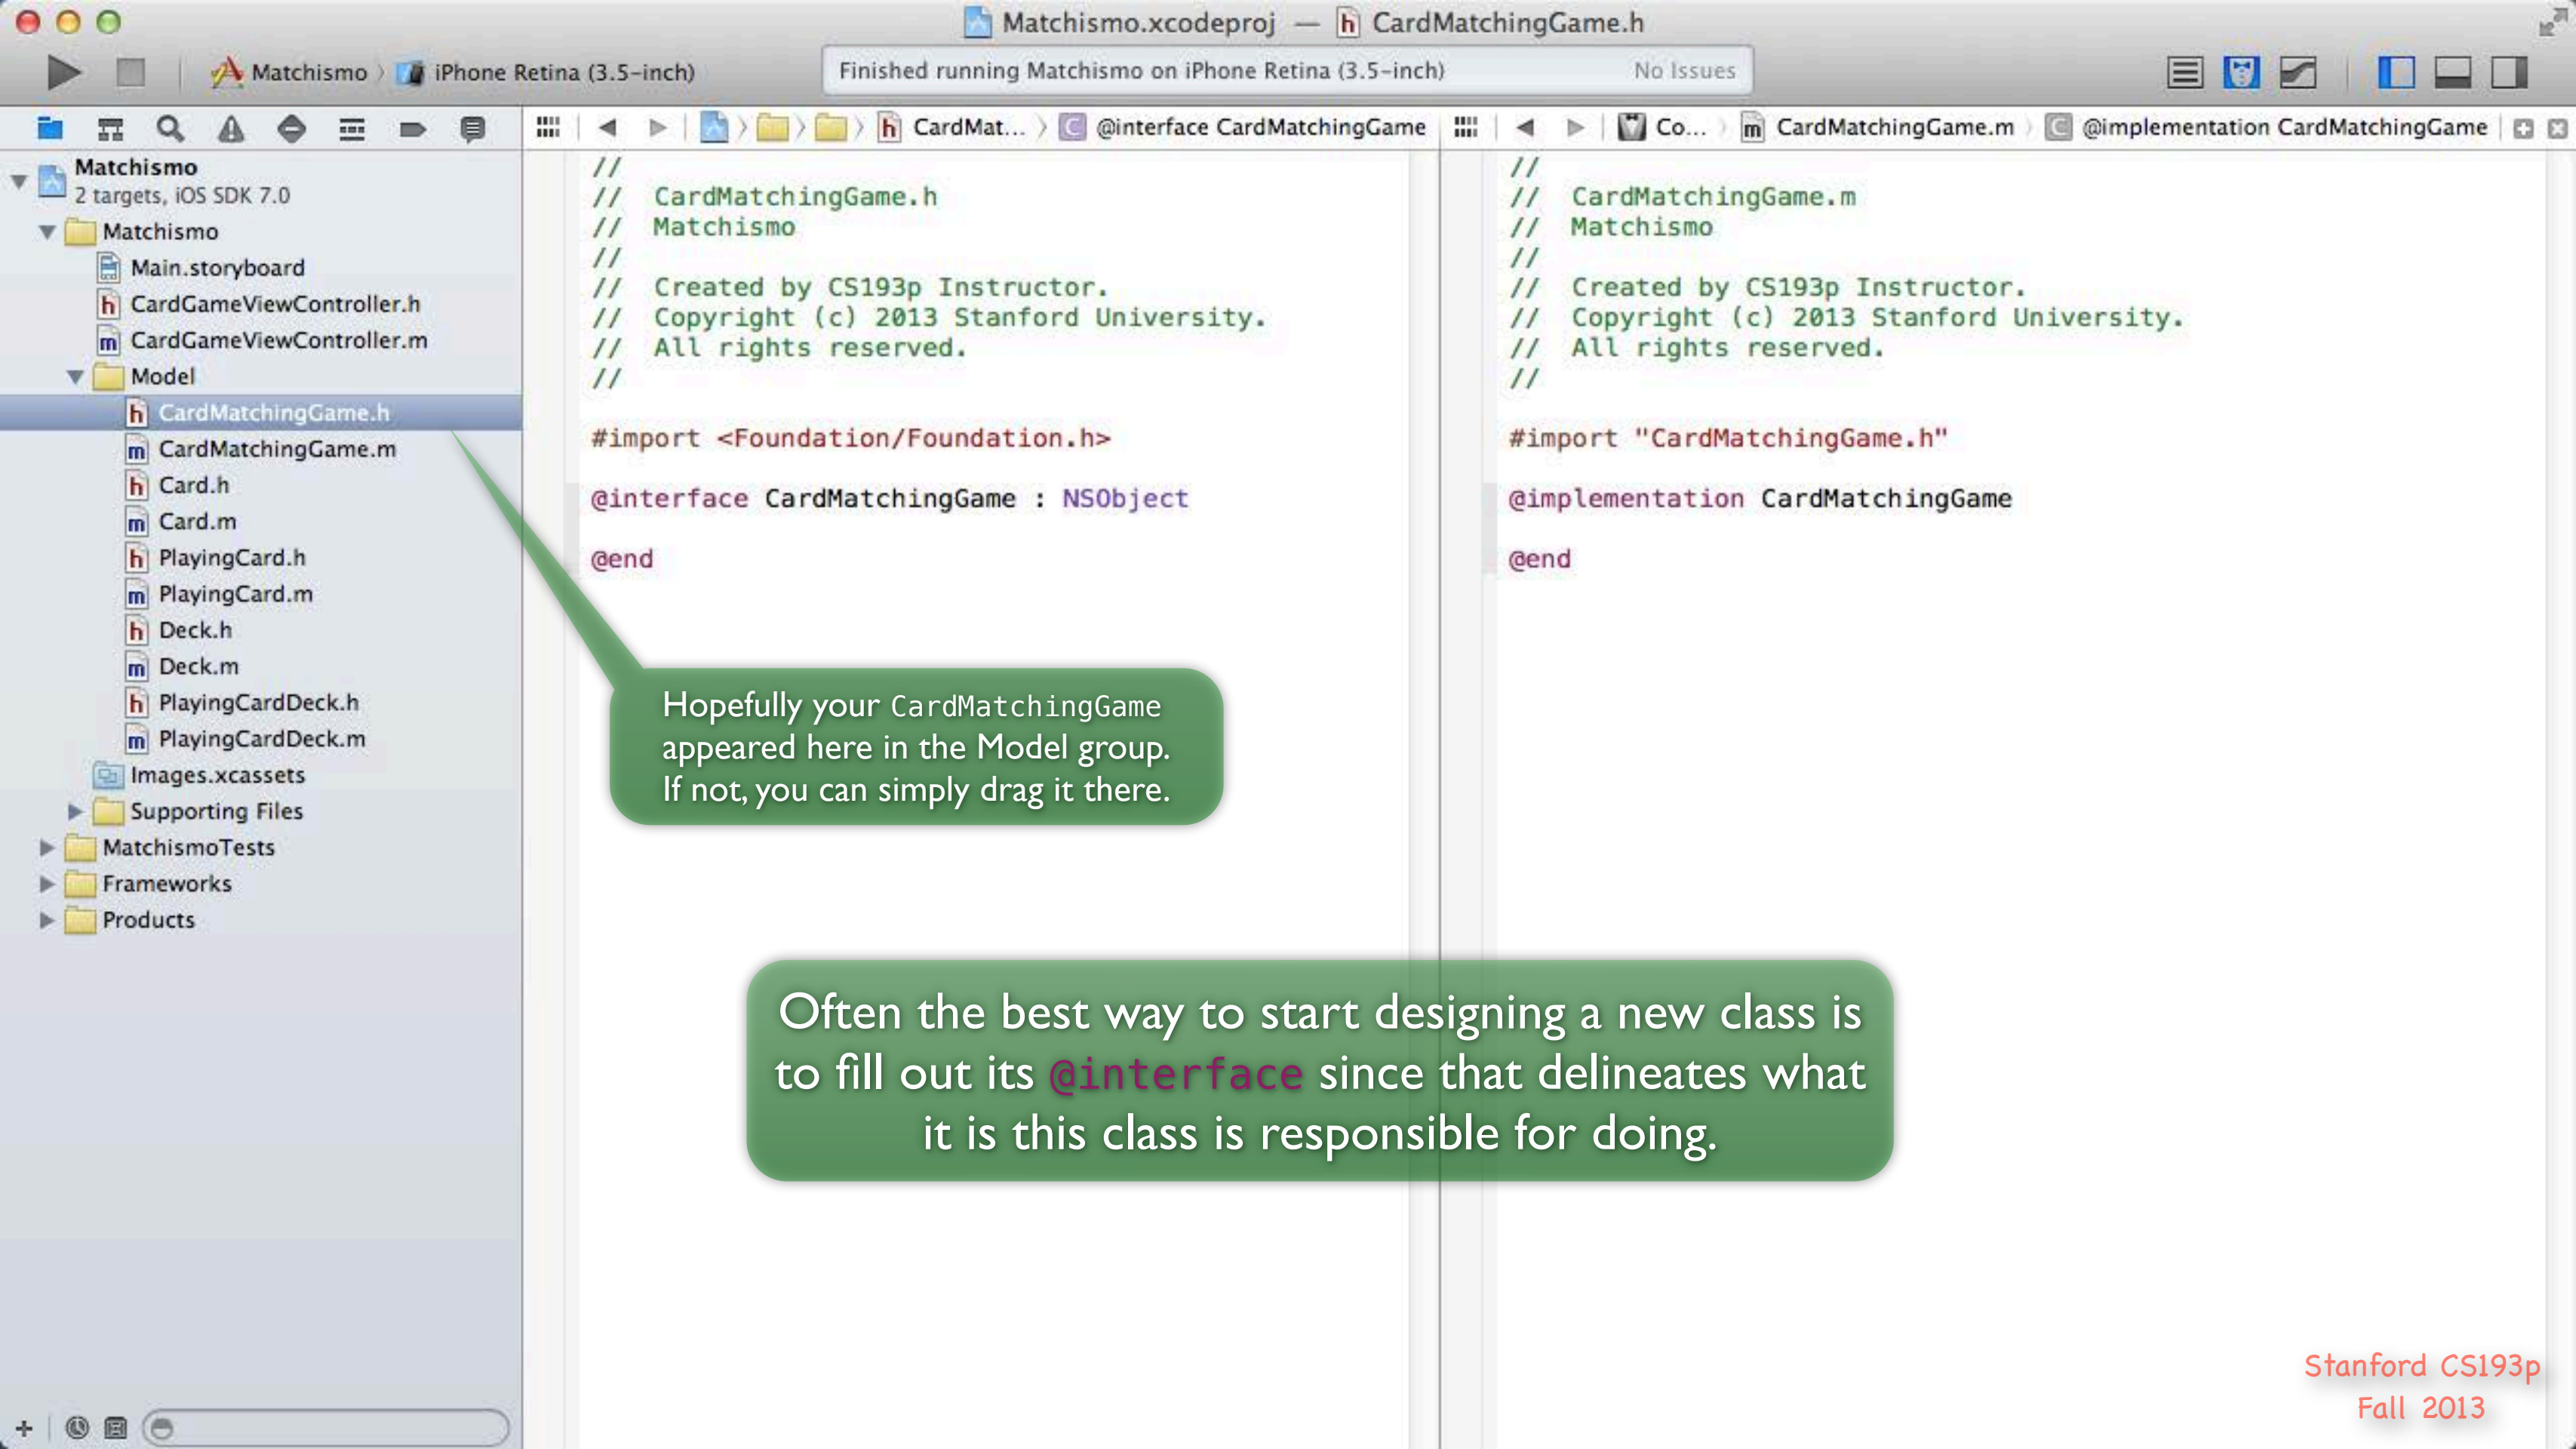 Matchismo.xcodeproj — h CardMatchingGame.h
Matchismo iPhone Retina (3.5-inch)
Finished running Matchismo on iPhone Retina (3.5-inch) No Issues
CardMat... @interface CardMatchingGame
Co... CardMatchingGame.m @implementation CardMatchingGame
Matchismo
2 targets, iOS SDK 7.0
Matchismo
Main.storyboard
h CardGameViewController.h
m CardGameViewController.m
Model
h CardMatchingGame.h
m CardMatchingGame.m
h Card.h
m Card.m
h PlayingCard.h
m PlayingCard.m
h Deck.h
m Deck.m
h PlayingCardDeck.h
m PlayingCardDeck.m
Images.xcassets
Supporting Files
MatchismoTests
Frameworks
Products
//
// CardMatchingGame.h
// Matchismo
//
// Created by CS193p Instructor.
// Copyright (c) 2013 Stanford University.
// All rights reserved.
//
#import <Foundation/Foundation.h>
@interface CardMatchingGame : NSObject
@end
//
// CardMatchingGame.m
// Matchismo
//
// Created by CS193p Instructor.
// Copyright (c) 2013 Stanford University.
// All rights reserved.
//
#import "CardMatchingGame.h"
@implementation CardMatchingGame
@end
Hopefully your CardMatchingGame
appeared here in the Model group.
If not, you can simply drag it there.
Often the best way to start designing a new class is
to fill out its @interface since that delineates what
it is this class is responsible for doing.
Stanford CS193p
Fall 2013